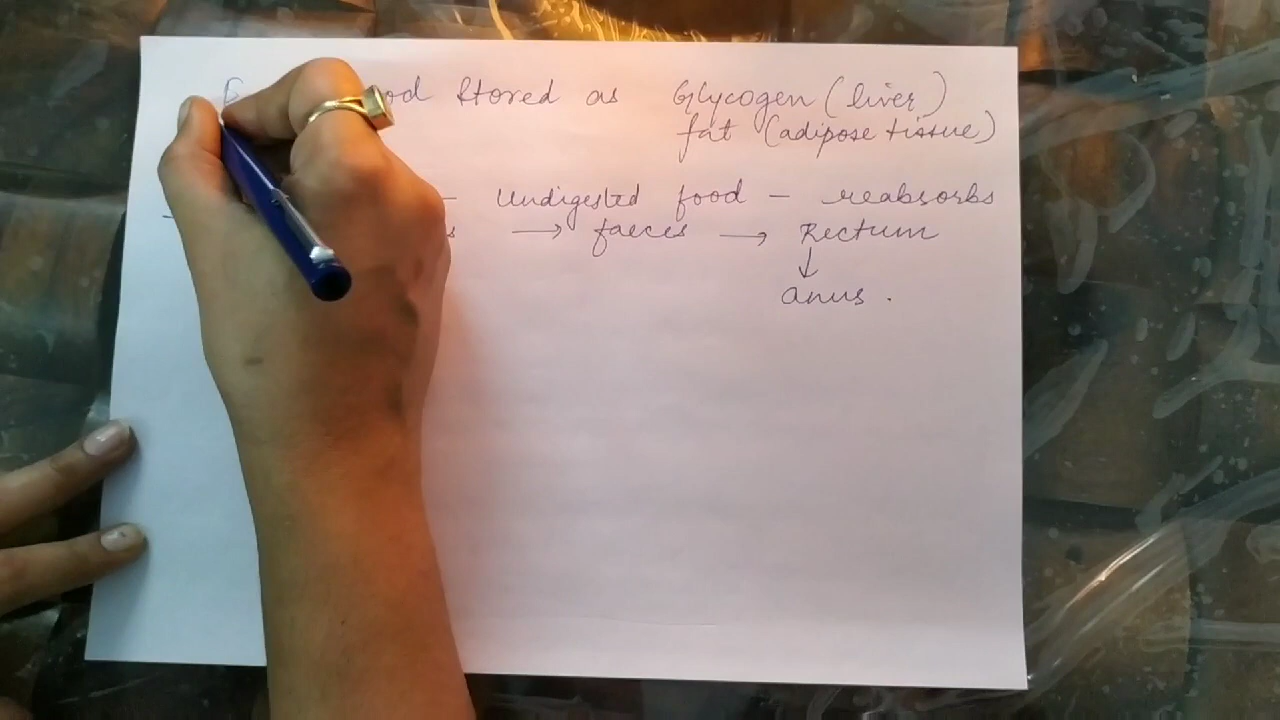 stored as Glycogen (liver)
fat (adipose tissue)
- Undigested food - reabsorbs
→ faeces → Rectum
↓
anus.